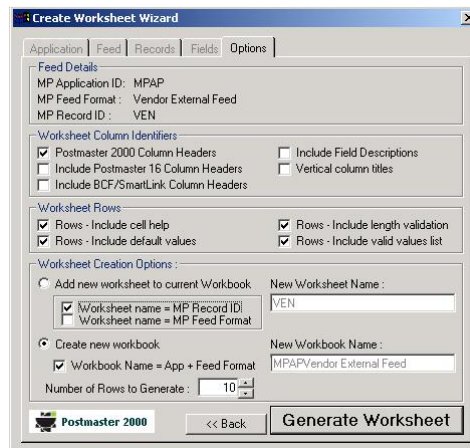 Create Worksheet Wizard
Application Feed Records Fields Options
Feed Details
MP Application ID: MPAP
MP Feed Format : Vendor External Feed
MP Record ID : VEN
Worksheet Column Identifiers
Postmaster 2000 Column Headers Include Field Descriptions
Include Postmaster 16 Column Headers Vertical column titles
Include BCF/SmartLink Column Headers
Worksheet Rows
Rows - Include cell help Rows - Include length validation
Rows - Include default values Rows - Include valid values list
Worksheet Creation Options :
Add new worksheet to current Workbook New Worksheet Name :
Worksheet name = MP Record ID VEN
Worksheet name = MP Feed Format
Create new workbook New Workbook Name :
Workbook Name = App + Feed Format MPAPVendor External Feed
Number of Rows to Generate : 10
Postmaster 2000 << Back Generate Worksheet